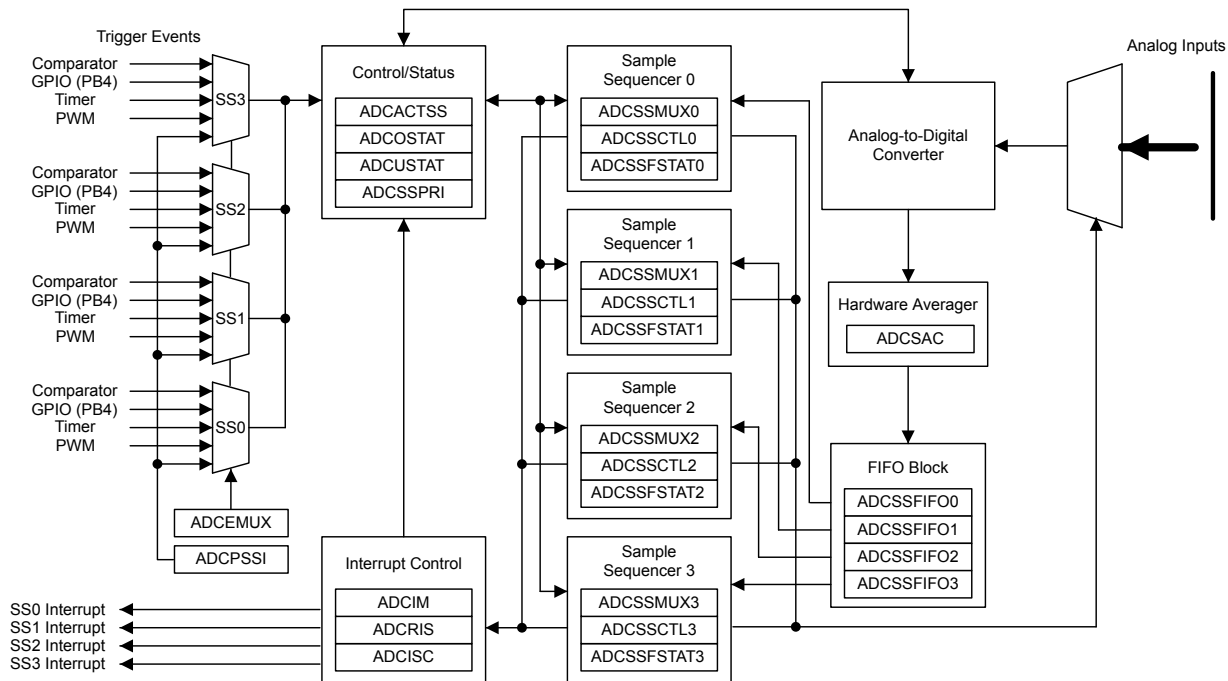 Trigger Events
Comparator
GPIO (PB4)
Timer
PWM
SS3
Comparator
GPIO (PB4)
Timer
PWM
SS2
Comparator
GPIO (PB4)
Timer
PWM
SS1
Comparator
GPIO (PB4)
Timer
PWM
SS0
ADCEMUX
ADCPSSI
SS0 Interrupt
SS1 Interrupt
SS2 Interrupt
SS3 Interrupt
Control/Status
ADCACTSS
ADCOSTAT
ADCUSTAT
ADCSSPRI
Interrupt Control
ADCIM
ADCRIS
ADCISC
Sample
Sequencer 0
ADCSSMUX0
ADCSSCTL0
ADCSSFSTAT0
Sample
Sequencer 1
ADCSSMUX1
ADCSSCTL1
ADCSSFSTAT1
Sample
Sequencer 2
ADCSSMUX2
ADCSSCTL2
ADCSSFSTAT2
Sample
Sequencer 3
ADCSSMUX3
ADCSSCTL3
ADCSSFSTAT3
Analog-to-Digital
Converter
Hardware Averager
ADCSAC
FIFO Block
ADCSSFIFO0
ADCSSFIFO1
ADCSSFIFO2
ADCSSFIFO3
Analog Inputs